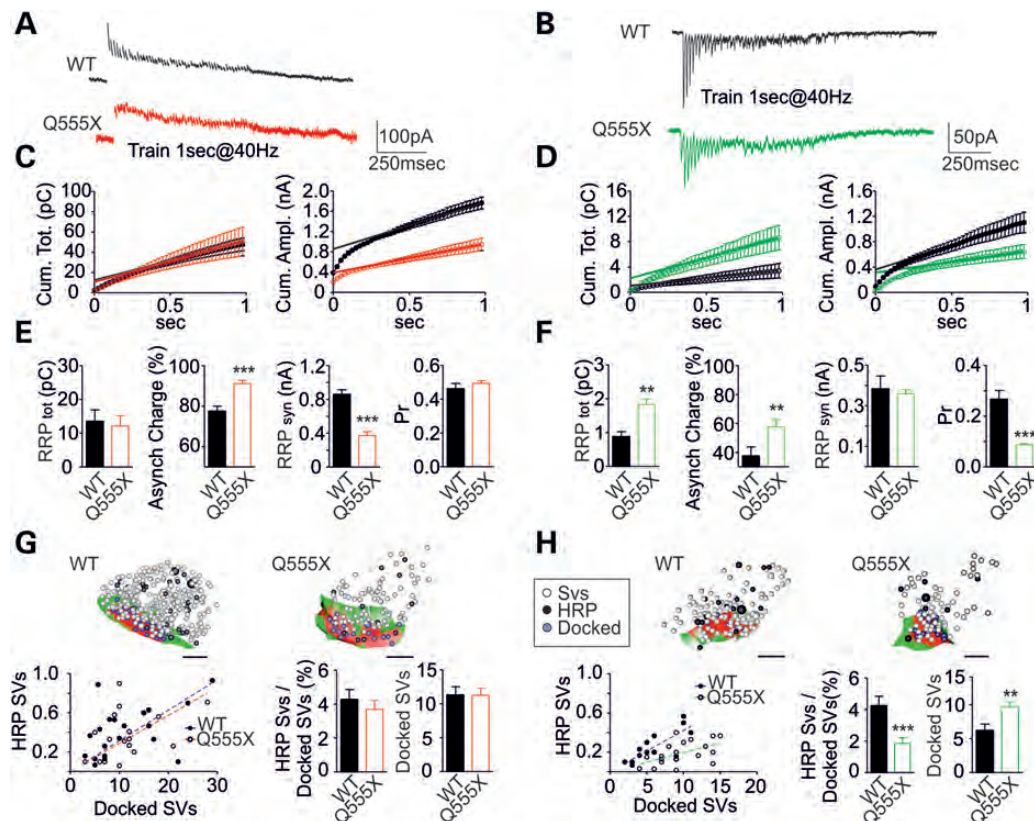 A
WT
Q555X
Train 1sec@40Hz
100pA
250msec
B
WT
Train 1sec@40Hz
Q555X
50pA
250msec
C
Cum. Tot. (pC)
100
80
60
40
20
0
0
0.5
1
sec
Cum. Ampl. (nA)
2.0
1.6
1.2
0.8
0.4
0
0
0.5
1
sec
D
Cum. Tot. (pC)
16
12
8
4
0
0
0.5
1
sec
Cum. Ampl. (nA)
1.6
1.2
0.8
0.4
0
0
0.5
1
sec
E
RRP tot (pC)
30
20
10
0
WT
Q555X
Asynch Charge (%)
100
80
60
***
WT
Q555X
RRP syn (nA)
1.2
0.8
0.4
0
***
WT
Q555X
Pr
0.6
0.4
0.2
0.0
WT
Q555X
F
RRP tot (pC)
3
2
1
0
**
WT
Q555X
Asynch Charge (%)
80
60
40
**
WT
Q555X
RRP syn (nA)
0.5
0.3
0.1
0
WT
Q555X
Pr
0.4
0.2
0.0
***
WT
Q555X
G
WT
Q555X
HRP SVs
1.0
0.6
0.2
0
10
20
30
Docked SVs
WT
Q555X
HRP Svs /
Docked SVs (%)
6
4
2
0
WT
Q555X
Docked SVs
15
10
5
0
WT
Q555X
H
WT
Q555X
Svs
HRP
Docked
HRP SVs
1.0
0.6
0.2
0
5
10
15
20
Docked SVs
WT
Q555X
HRP Svs /
Docked SVs(%)
6
4
2
0
***
WT
Q555X
Docked SVs
15
10
5
0
**
WT
Q555X